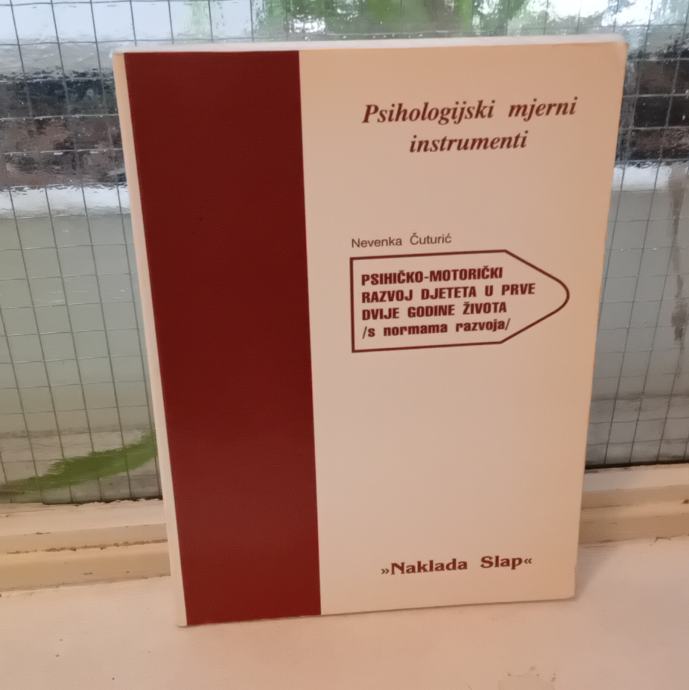 Psihologijski mjerni
instrumenti
Nevenka Čuturić
PSIHIČKO-MOTORIČKI
RAZVOJ DJETETA U PRVE
DVIJE GODINE ŽIVOTA
/s normama razvoja/
»Naklada Slap«